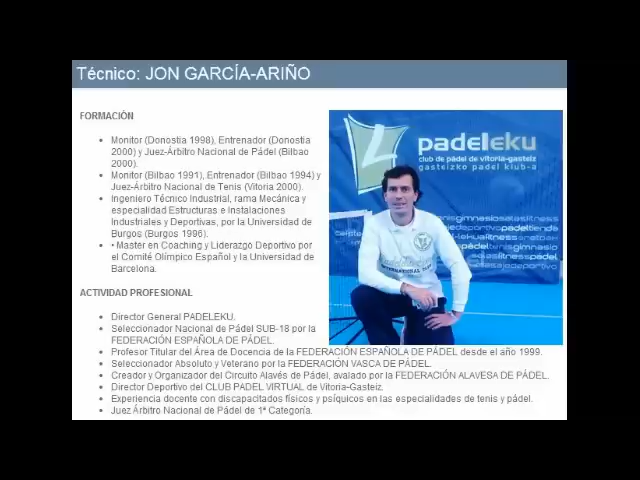 Técnico: JON GARCÍA-ARIÑO
FORMACIÓN
• Monitor (Donostia 1998), Entrenador (Donostia
2000) y Juez-Árbitro Nacional de Pádel (Bilbao
2000).
• Monitor (Bilbao 1991), Entrenador (Bilbao 1994) y
Juez-Árbitro Nacional de Tenis (Vitoria 2000).
• Ingeniero Técnico Industrial, rama Mecánica y
especialidad Estructuras e Instalaciones
Industriales y Deportivas, por la Universidad de
Burgos (Burgos 1996).
• • Master en Coaching y Liderazgo Deportivo por
el Comité Olímpico Español y la Universidad de
Barcelona.
padeleku
club de pádel de vitoria-gasteiz
gasteizko padel klub-a
INTERNATIONAL
ACTIVIDAD PROFESIONAL
• Director General PADELEKU.
• Seleccionador Nacional de Pádel SUB-18 por la
FEDERACIÓN ESPAÑOLA DE PÁDEL.
• Profesor Titular del Área de Docencia de la FEDERACIÓN ESPAÑOLA DE PÁDEL desde el año 1999.
• Seleccionador Absoluto y Veterano por la FEDERACIÓN VASCA DE PÁDEL.
• Creador y Organizador del Circuito Alavés de Pádel, avalado por la FEDERACIÓN ALAVESA DE PÁDEL.
• Director Deportivo del CLUB PADEL VIRTUAL de Vitoria-Gasteiz.
• Experiencia docente con discapacitados físicos y psíquicos en las especialidades de tenis y pádel.
• Juez Árbitro Nacional de Pádel de 1ª Categoría.